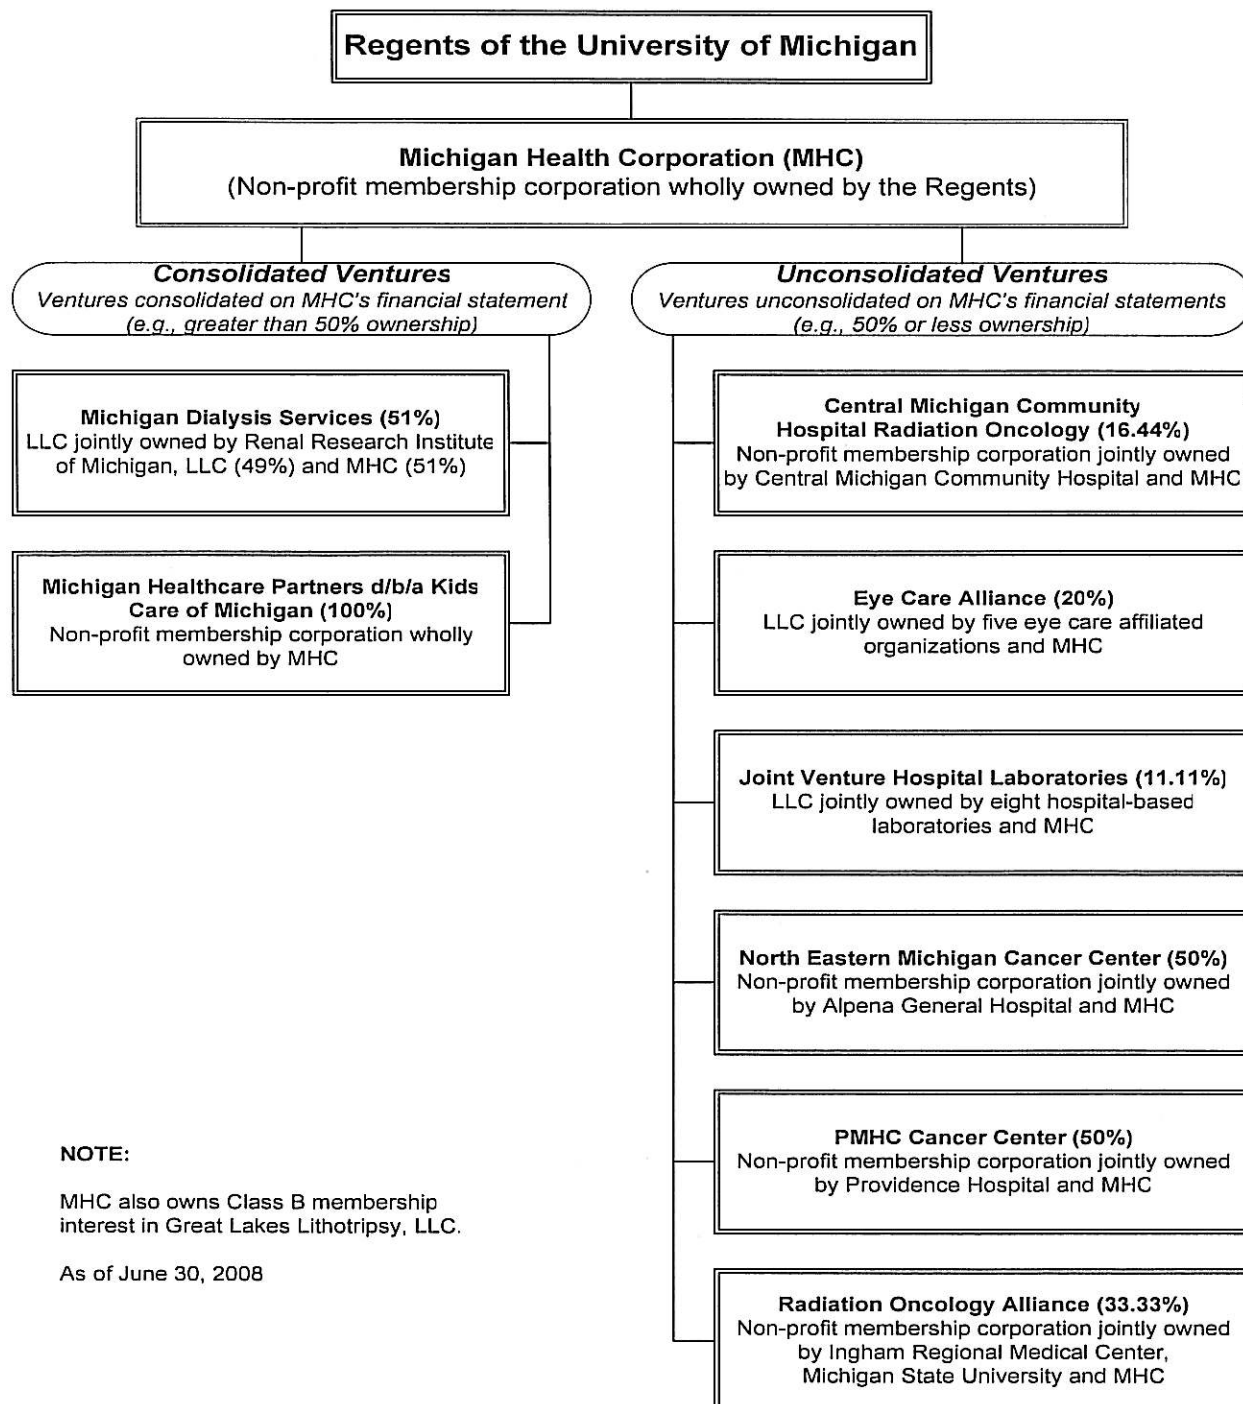 Regents of the University of Michigan
Michigan Health Corporation (MHC)
(Non-profit membership corporation wholly owned by the Regents)
Consolidated Ventures
Ventures consolidated on MHC's financial statement
(e.g., greater than 50% ownership)
Michigan Dialysis Services (51%)
LLC jointly owned by Renal Research Institute
of Michigan, LLC (49%) and MHC (51%)
Michigan Healthcare Partners d/b/a Kids
Care of Michigan (100%)
Non-profit membership corporation wholly
owned by MHC
Unconsolidated Ventures
Ventures unconsolidated on MHC's financial statements
(e.g., 50% or less ownership)
Central Michigan Community
Hospital Radiation Oncology (16.44%)
Non-profit membership corporation jointly owned
by Central Michigan Community Hospital and MHC
Eye Care Alliance (20%)
LLC jointly owned by five eye care affiliated
organizations and MHC
Joint Venture Hospital Laboratories (11.11%)
LLC jointly owned by eight hospital-based
laboratories and MHC
North Eastern Michigan Cancer Center (50%)
Non-profit membership corporation jointly owned
by Alpena General Hospital and MHC
PMHC Cancer Center (50%)
Non-profit membership corporation jointly owned
by Providence Hospital and MHC
Radiation Oncology Alliance (33.33%)
Non-profit membership corporation jointly owned
by Ingham Regional Medical Center,
Michigan State University and MHC
NOTE:
MHC also owns Class B membership
interest in Great Lakes Lithotripsy, LLC.
As of June 30, 2008